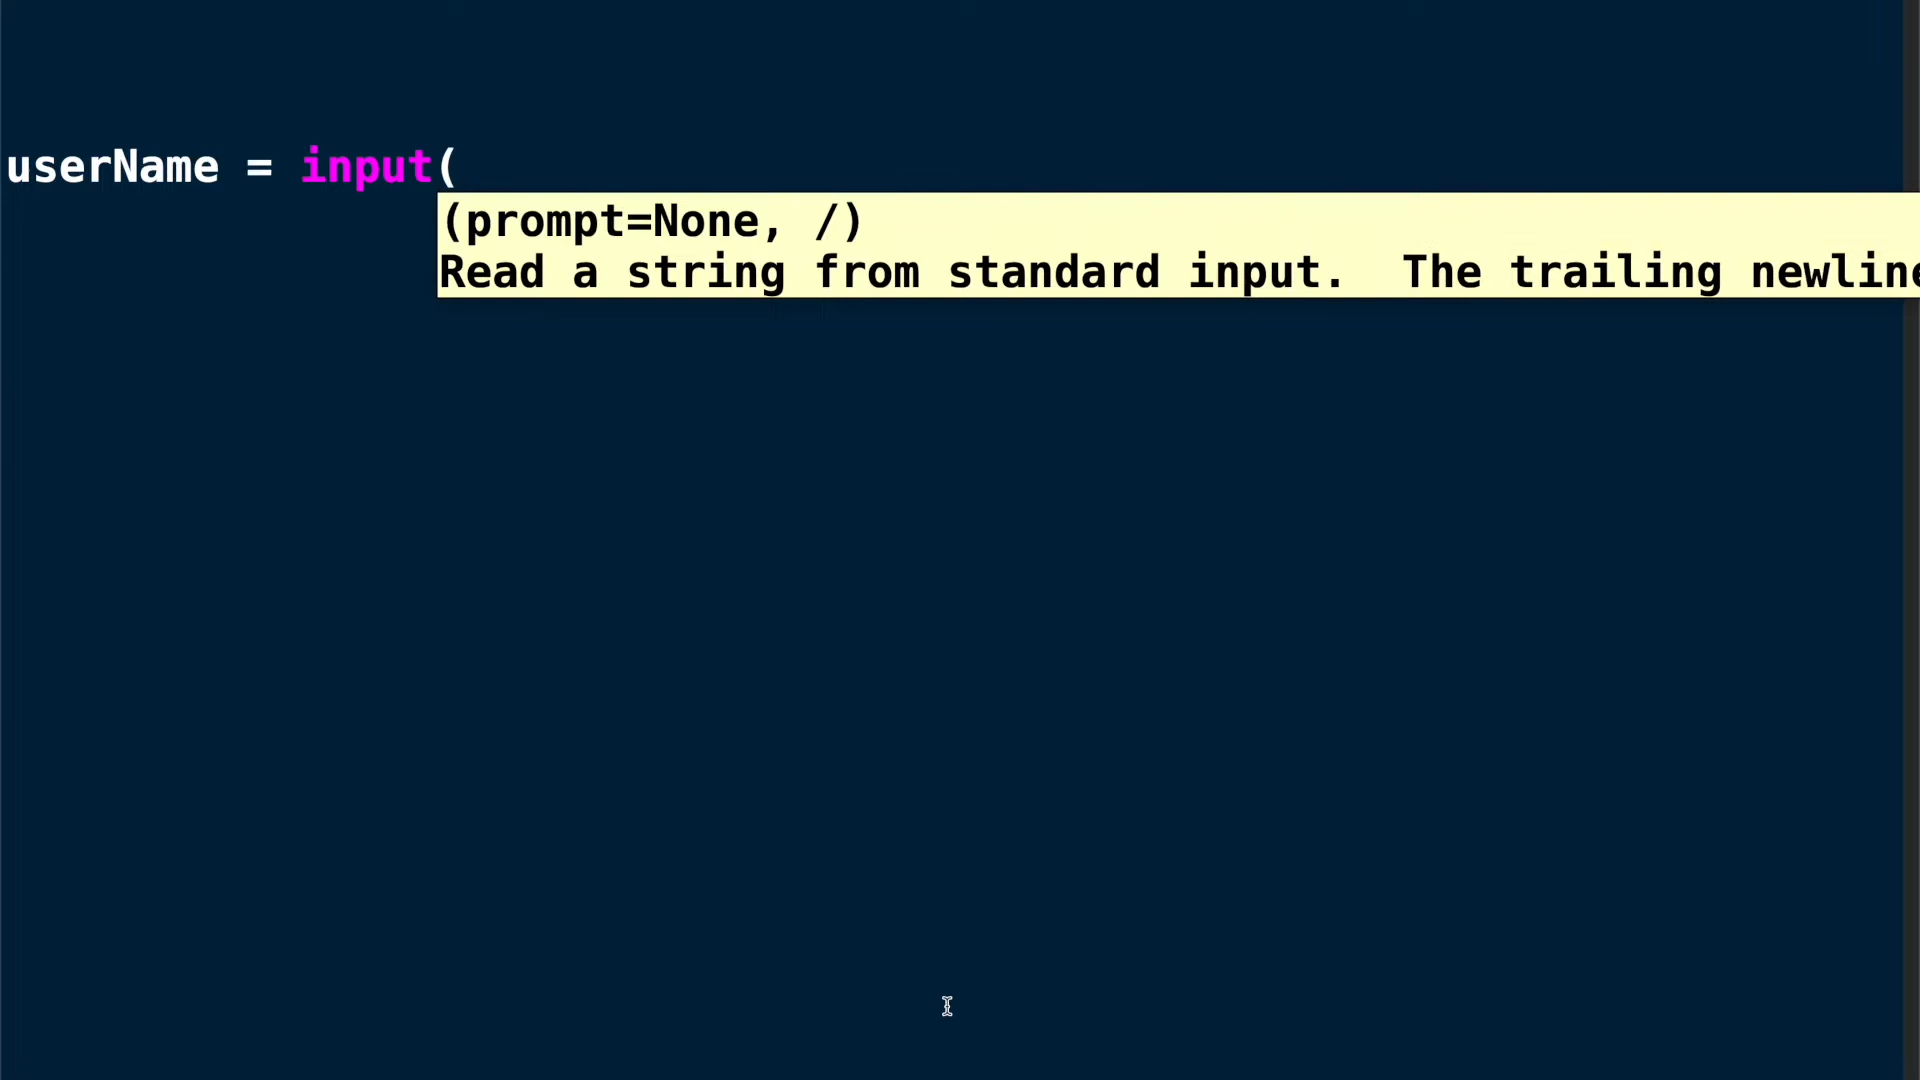 userName = input(
(prompt=None, /)
Read a string from standard input.  The trailing newline